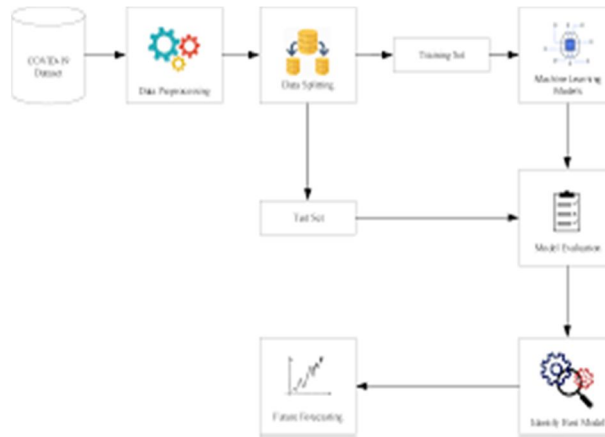 COVID-19
Dataset
Data Preprocessing
Data Splitting
Training Set
Machine Learning
Models
Test Set
Model Evaluation
Future Forecasting
Identify Best Model